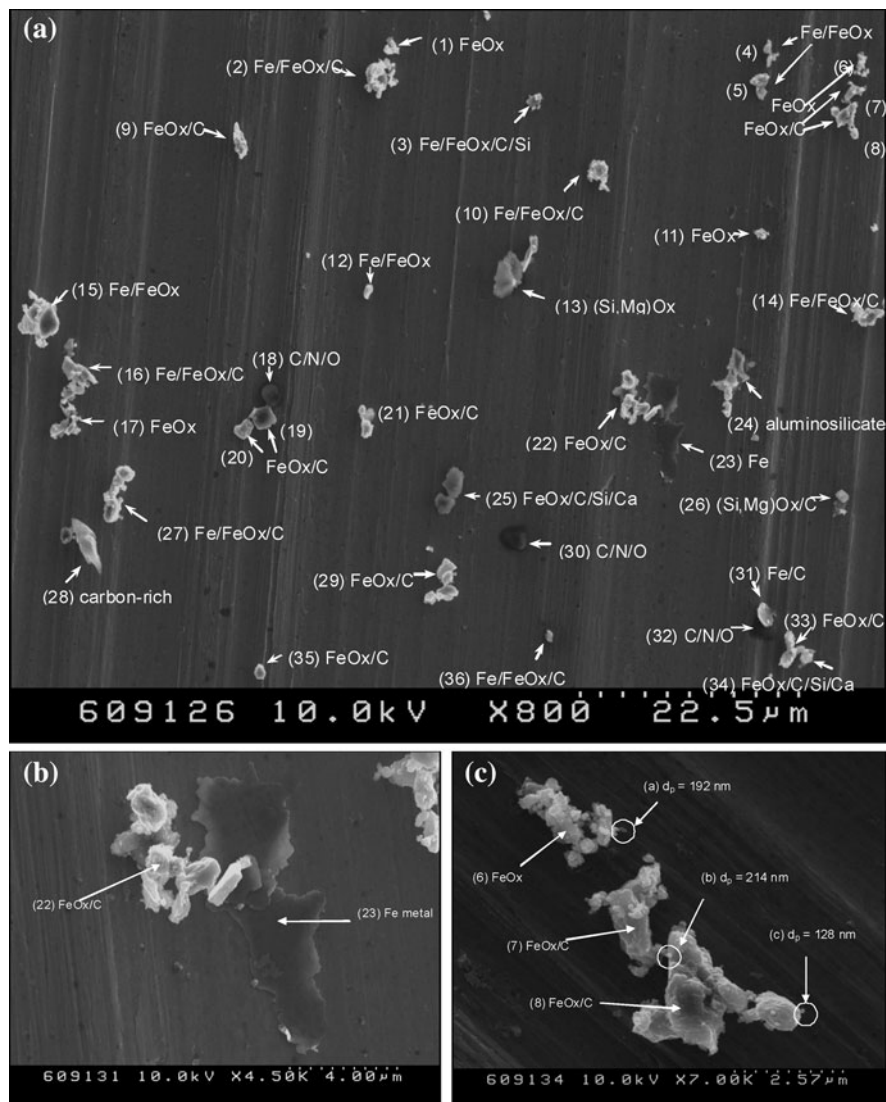 (a)
(1) FeOx
(2) Fe/FeOx/C
(3) Fe/FeOx/C/Si
Fe/FeOx
(4)
(5)
(6)
FeOx
(7)
FeOx/C
(8)
(9) FeOx/C
(10) Fe/FeOx/C
(11) FeOx
(12) Fe/FeOx
(13) (Si,Mg)Ox
(14) Fe/FeOx/C
(15) Fe/FeOx
(16) Fe/FeOx/C
(17) FeOx
(18) C/N/O
(19)
(20)
FeOx/C
(21) FeOx/C
(22) FeOx/C
(23) Fe
(24) aluminosilicate
(25) FeOx/C/Si/Ca
(26) (Si,Mg)Ox/C
(27) Fe/FeOx/C
(28) carbon-rich
(29) FeOx/C
(30) C/N/O
(31) Fe/C
(32) C/N/O
(33) FeOx/C
(34) FeOx/C/Si/Ca
(35) FeOx/C
(36) Fe/FeOx/C
609126 10.0kV X800 22.5µm
(b)
(22) FeOx/C
(23) Fe metal
609131 10.0kV X4.50K 4.00µm
(c)
(a) dp = 192 nm
(6) FeOx
(b) dp = 214 nm
(7) FeOx/C
(c) dp = 128 nm
(8) FeOx/C
609134 10.0kV X7.00K 2.57µm